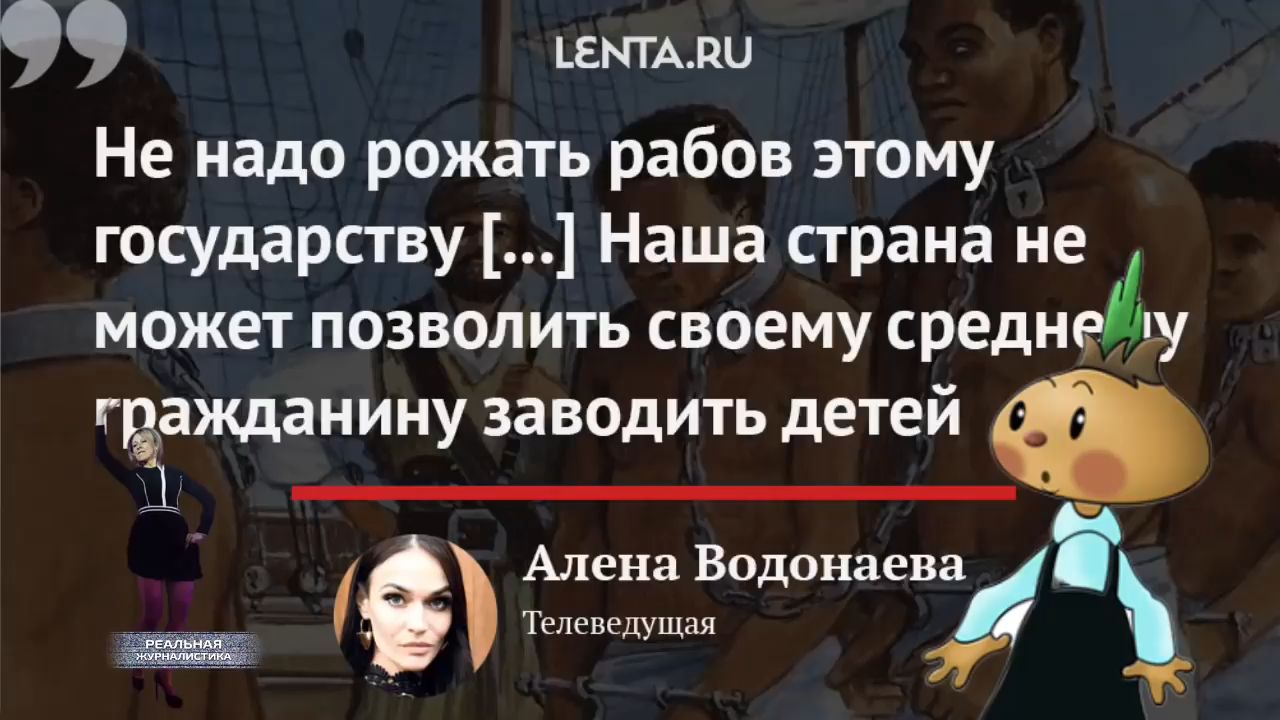 LENTA.RU
Не надо рожать рабов этому
государству [...] Наша страна не
может позволить своему среднему
гражданину заводить детей
Алена Водонаева
Телеведущая
РЕАЛЬНАЯ
ЖУРНАЛИСТИКА